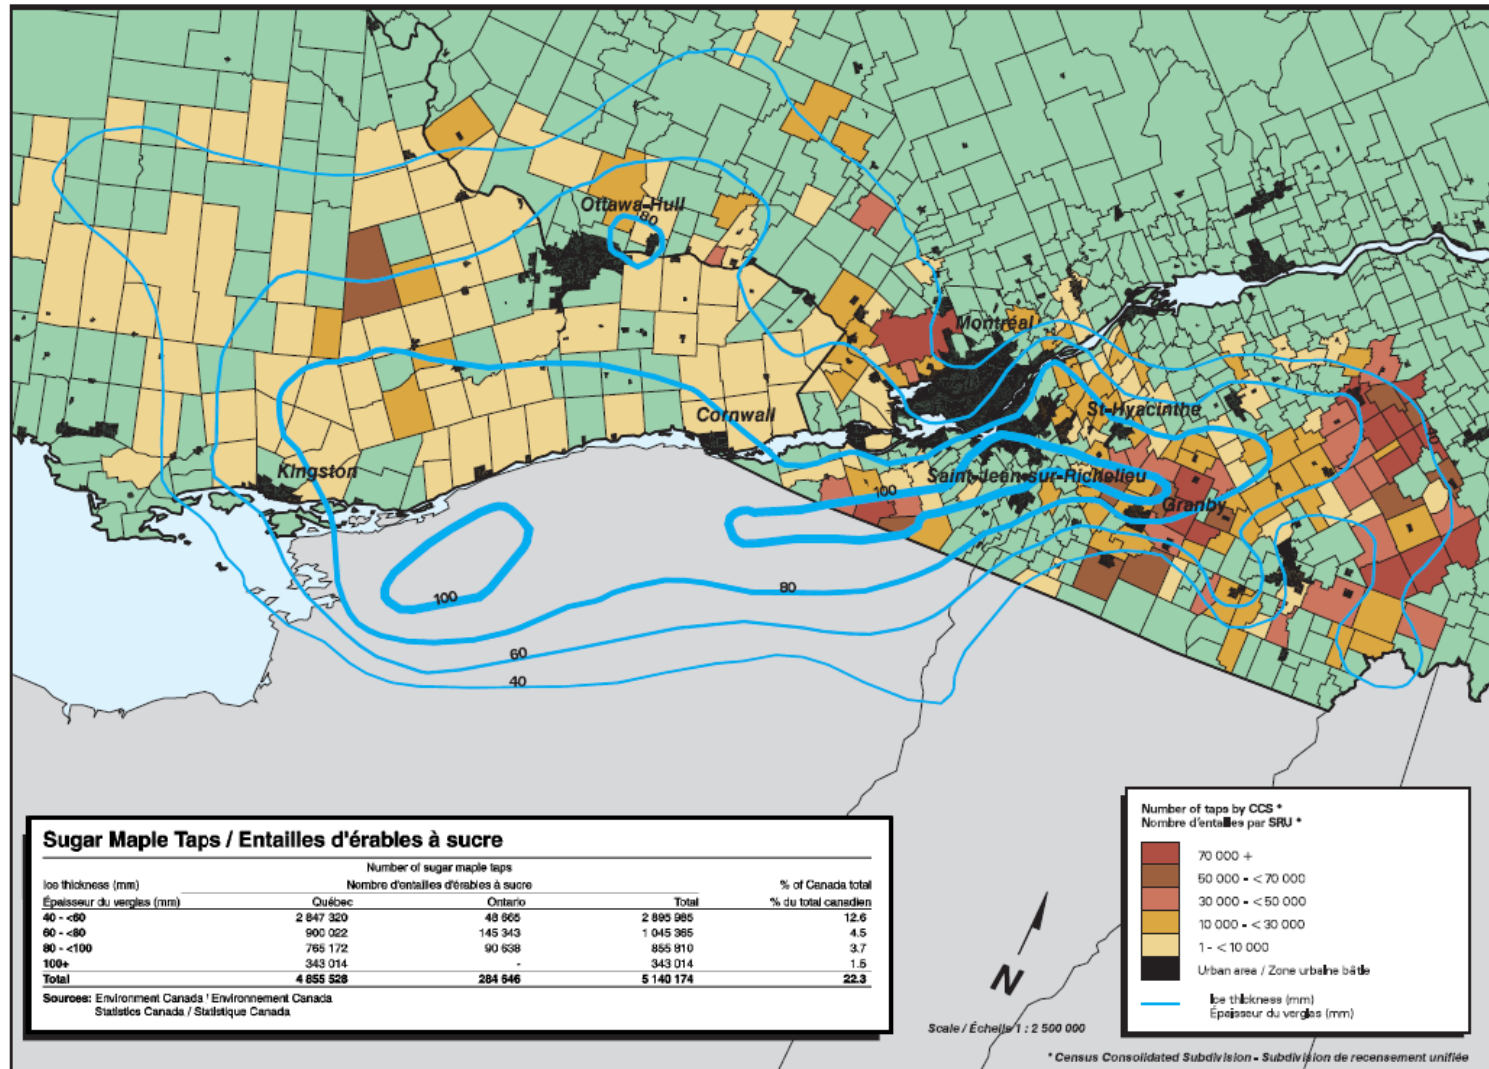 Ottawa-Hull
80
Montréal
St-Hyacinthe
Cornwall
Saint-Jean-sur-Richelieu
Kingston
100
Granby
40
100
80
60
40
Sugar Maple Taps / Entailles d'érables à sucre
Number of sugar maple taps
Ice thickness (mm) Nombre d'entailles d'érables à sucre % of Canada total
Épaisseur du verglas (mm) Québec Ontario Total % du total canadien
40 - <60 2 847 320 48 665 2 895 985 12.6
60 - <80 900 022 145 343 1 045 365 4.5
80 - <100 765 172 90 638 855 810 3.7
100+ 343 014 - 343 014 1.5
Total 4 855 528 284 646 5 140 174 22.3
Sources: Environment Canada / Environnement Canada
Statistics Canada / Statistique Canada
Number of taps by CCS *
Nombre d'entailles par SRU *
70 000 +
50 000 - < 70 000
30 000 - < 50 000
10 000 - < 30 000
1 - < 10 000
Urban area / Zone urbaine bâtie
Ice thickness (mm)
Épaisseur du verglas (mm)
N
Scale / Échelle 1 : 2 500 000
* Census Consolidated Subdivision - Subdivision de recensement unifiée